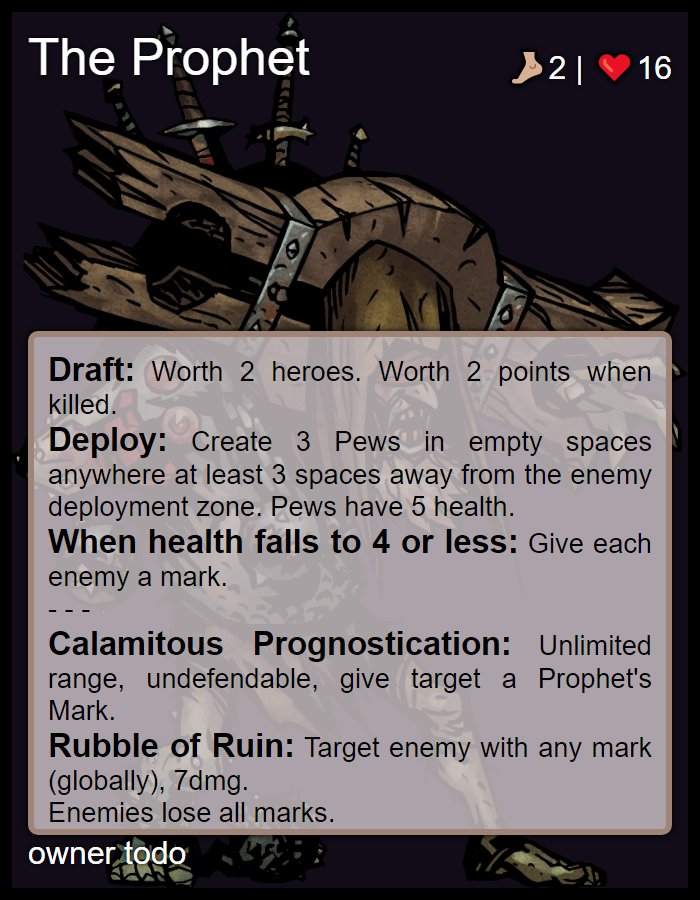 The Prophet
🦶🏼2 | ❤️16
Draft: Worth 2 heroes. Worth 2 points when
killed.
Deploy: Create 3 Pews in empty spaces
anywhere at least 3 spaces away from the enemy
deployment zone. Pews have 5 health.
When health falls to 4 or less: Give each
enemy a mark.
- - -
Calamitous Prognostication: Unlimited
range, undefendable, give target a Prophet's
Mark.
Rubble of Ruin: Target enemy with any mark
(globally), 7dmg.
Enemies lose all marks.
owner todo